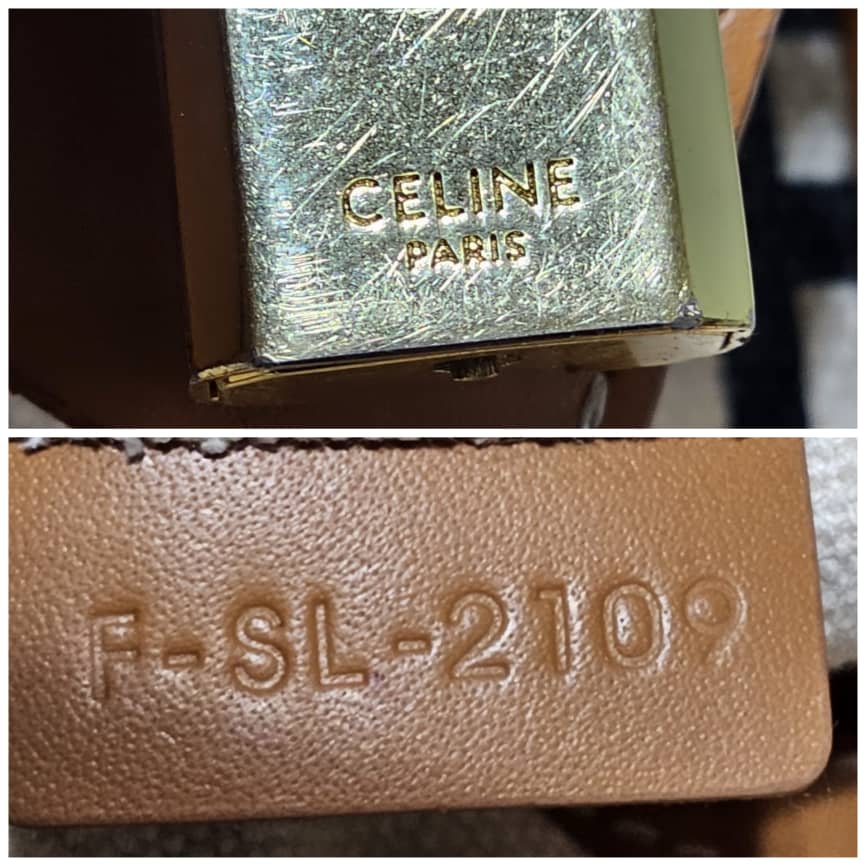 CELINE
PARIS
F-SL-2109